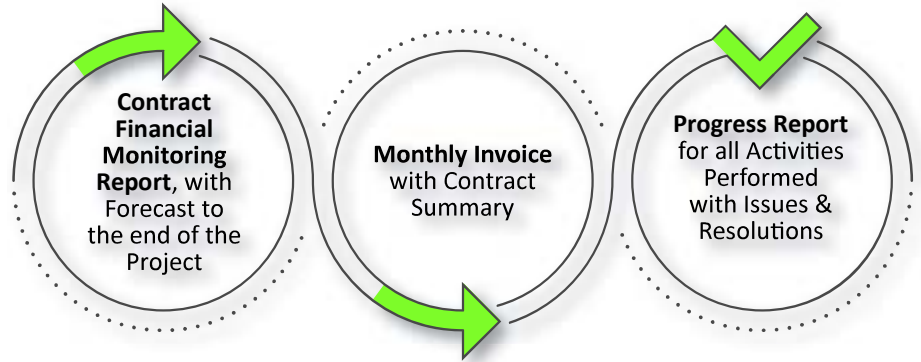 Contract
Financial
Monitoring
Report, with
Forecast to
the end of the
Project
Monthly Invoice
with Contract
Summary
Progress Report
for all Activities
Performed
with Issues &
Resolutions